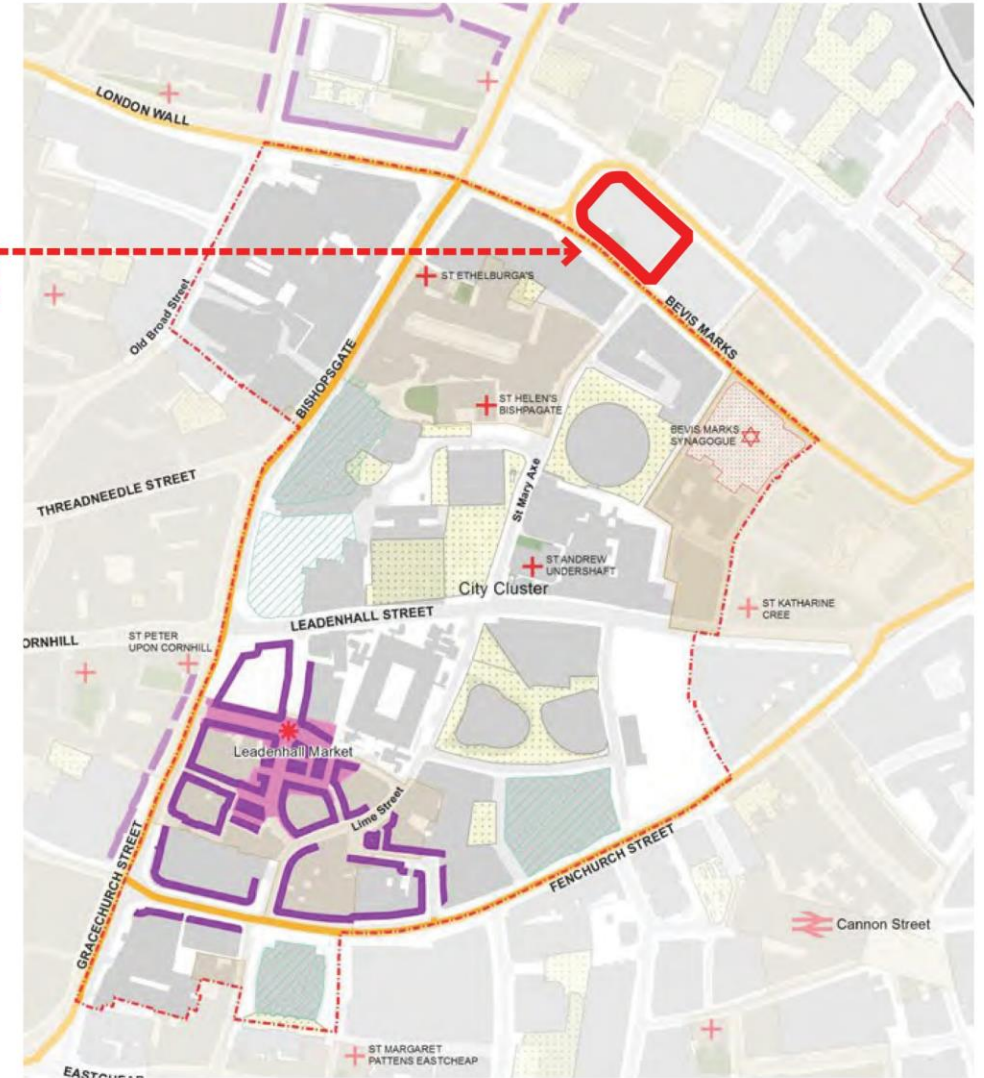 LONDON WALL
ST ETHELBURGA'S
Old Broad Street
BEVIS MARKS
BISHOPSGATE
ST HELEN'S
BISHPAGATE
BEVIS MARKS
SYNAGOGUE
THREADNEEDLE STREET
St Mary Axe
ST ANDREW
UNDERSHAFT
City Cluster
ST KATHARINE
CREE
LEADENHALL STREET
ORNHILL
ST PETER
UPON CORNHILL
Leadenhall Market
Lime Street
FENCHURCH STREET
GRACECHURCH STREET
Cannon Street
ST MARGARET
PATTENS EASTCHEAP